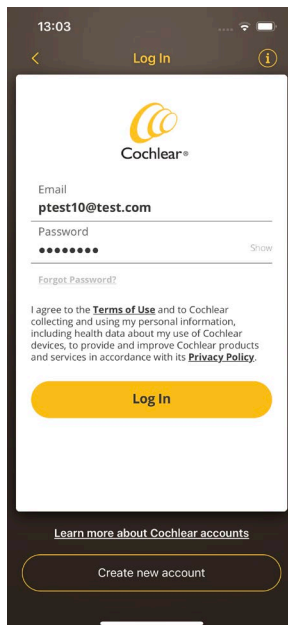 13:03
Log In
Cochlear®
Email
ptest10@test.com
Password
●●●●●●●●
Show
Forgot Password?
I agree to the Terms of Use and to Cochlear
collecting and using my personal information,
including health data about my use of Cochlear
devices, to provide and improve Cochlear products
and services in accordance with its Privacy Policy.
Log In
Learn more about Cochlear accounts
Create new account